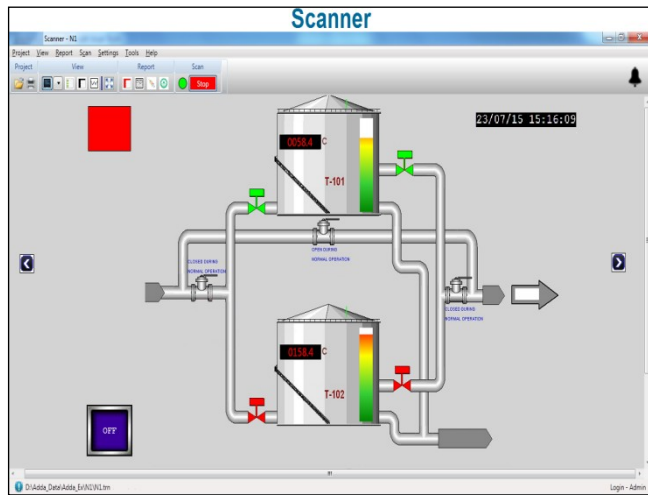 Scanner
Scanner - N1
Project View Report Scan Settings Tools Help
Project View Report Scan
Stop
23/07/15 15:16:09
0058.4 C
T-101
OPEN DURING
NORMAL OPERATION
CLOSED DURING
NORMAL OPERATION
CLOSED DURING
NORMAL OPERATION
0158.4 C
T-102
OFF
D:\Adda_Data\Adda_Ex\N1\N1.trn
Login - Admin